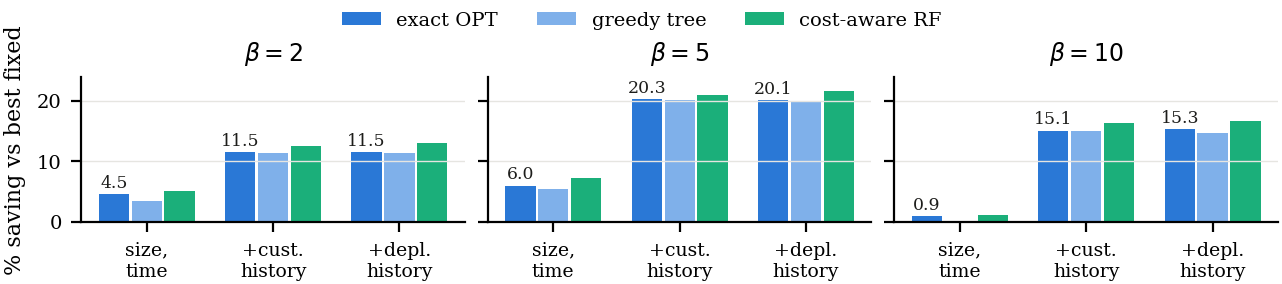 exact OPT greedy tree cost-aware RF
% saving vs best fixed
β = 2
20
10
0
4.5
11.5
11.5
size,
time
+cust.
history
+depl.
history
β = 5
6.0
20.3
20.1
size,
time
+cust.
history
+depl.
history
β = 10
0.9
15.1
15.3
size,
time
+cust.
history
+depl.
history